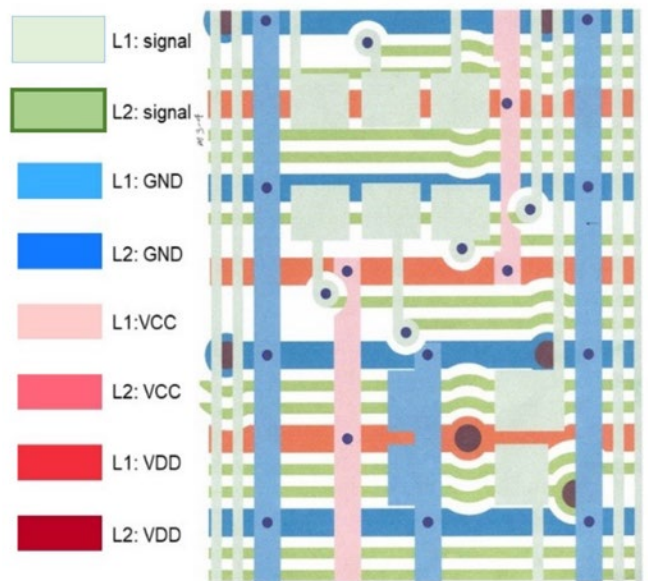 L1: signal
L2: signal
L1: GND
L2: GND
L1:VCC
L2: VCC
L1: VDD
L2: VDD